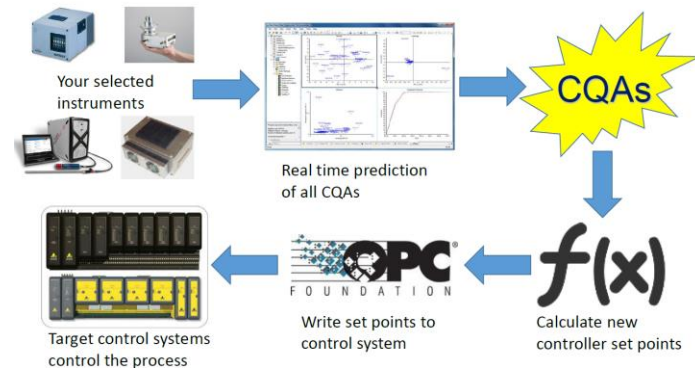 Your selected
instruments
Real time prediction
of all CQAs
CQAs
f(x)
Calculate new
controller set points
OPC®
FOUNDATION
Write set points to
control system
Target control systems
control the process